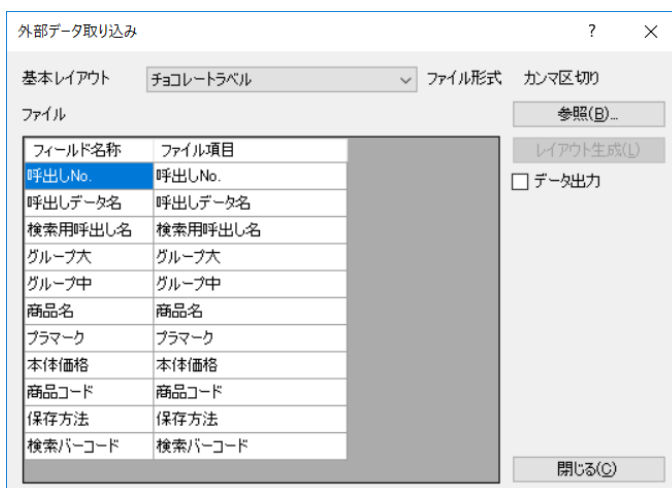 外部データ取り込み
基本レイアウト チョコレートラベル ファイル形式 カンマ区切り
ファイル 参照(B)...
レイアウト生成(L)
データ出力
フィールド名称 ファイル項目
呼出しNo. 呼出しNo.
呼出しデータ名 呼出しデータ名
検索用呼出し名 検索用呼出し名
グループ大 グループ大
グループ中 グループ中
商品名 商品名
プラマーク プラマーク
本体価格 本体価格
商品コード 商品コード
保存方法 保存方法
検索バーコード 検索バーコード
閉じる(C)